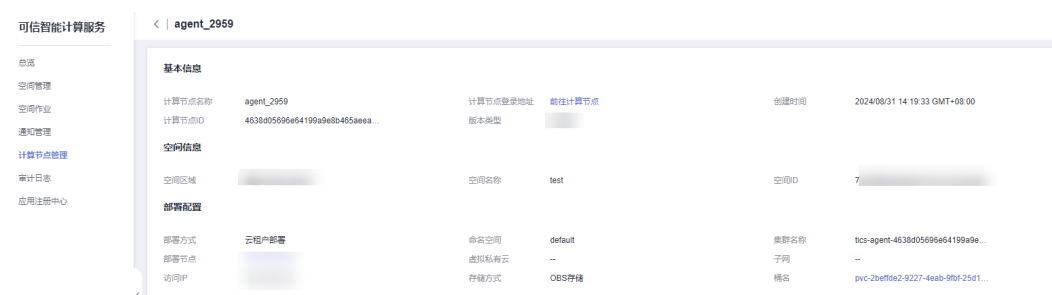 可信智能计算服务
总览
空间管理
空间作业
通知管理
计算节点管理
审计日志
应用注册中心
< | agent_2959
基本信息
计算节点名称 agent_2959 计算节点登录地址 前往计算节点 创建时间 2024/08/31 14:19:33 GMT+08:00
计算节点ID 4638d05696e64199a9e8b465aeea... 版本类型
空间信息
空间区域 空间名称 test 空间ID 7
部署配置
部署方式 云租户部署 命名空间 default 集群名称 tics-agent-4638d05696e64199a9e...
部署节点 虚拟私有云 -- 子网 --
访问IP 存储方式 OBS存储 桶名 pvc-2beffde2-9227-4eab-9fbf-25d1...